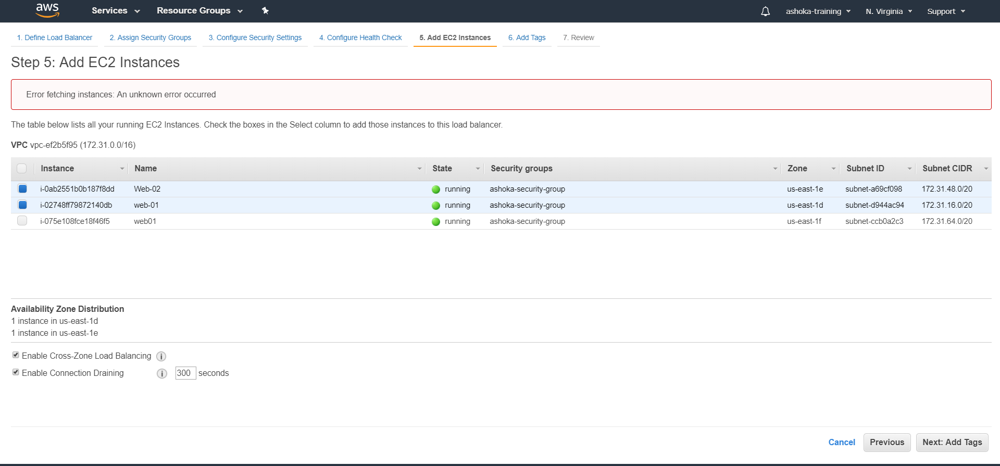 aws Services Resource Groups ashoka-training N. Virginia Support
1. Define Load Balancer 2. Assign Security Groups 3. Configure Security Settings 4. Configure Health Check 5. Add EC2 Instances 6. Add Tags 7. Review
Step 5: Add EC2 Instances
Error fetching instances: An unknown error occurred
The table below lists all your running EC2 Instances. Check the boxes in the Select column to add those instances to this load balancer.
VPC vpc-ef2b5f95 (172.31.0.0/16)
Instance Name State Security groups Zone Subnet ID Subnet CIDR
i-0ab2551b0b187f8dd Web-02 running ashoka-security-group us-east-1e subnet-a69cf098 172.31.48.0/20
i-02748ff79872140db web-01 running ashoka-security-group us-east-1d subnet-d944ac94 172.31.16.0/20
i-075e108fce18f46f5 web01 running ashoka-security-group us-east-1f subnet-ccb0a2c3 172.31.64.0/20
Availability Zone Distribution
1 instance in us-east-1d
1 instance in us-east-1e
Enable Cross-Zone Load Balancing i
Enable Connection Draining i 300 seconds
Cancel Previous Next: Add Tags